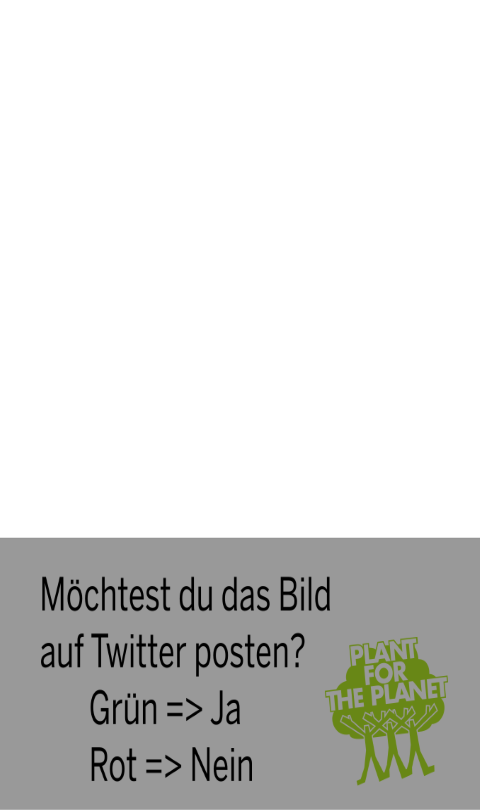 Möchtest du das Bild
auf Twitter posten?
Grün => Ja
Rot => Nein
PLANT
FOR
THE PLANET